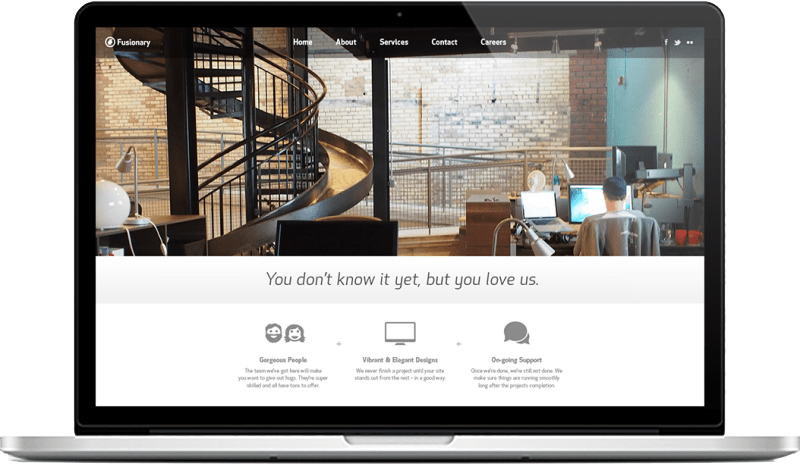 Fusionary
Home About Services Contact Careers
You don't know it yet, but you love us.
Gorgeous People
The team we've got here will make
you want to give out hugs. They're super
skilled and all have tons to offer.
Vibrant & Elegant Designs
We never finish a project until your site
stands out from the rest - in a good way.
On-going Support
Once we're done, we're still not done. We
make sure things are running smoothly
long after the projects completion.